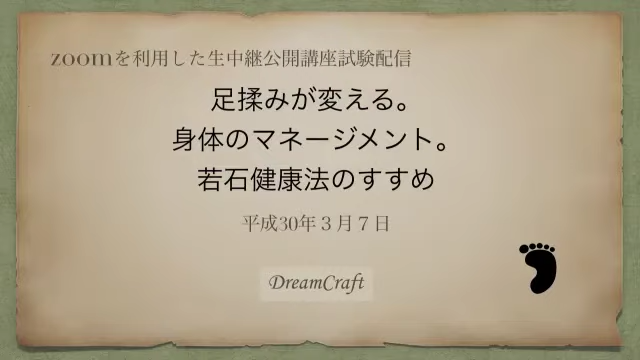 zoomを利用した生中継公開講座試験配信
足揉みが変える。
身体のマネージメント。
若石健康法のすすめ
平成30年３月７日
DreamCraft